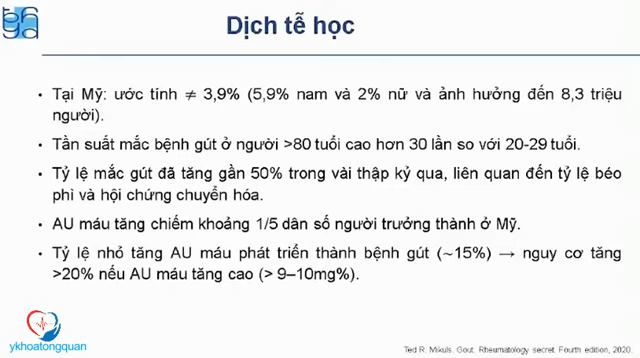 Dịch tễ học
• Tại Mỹ: ước tính ≠ 3,9% (5,9% nam và 2% nữ và ảnh hưởng đến 8,3 triệu
người).
• Tần suất mắc bệnh gút ở người >80 tuổi cao hơn 30 lần so với 20-29 tuổi.
• Tỷ lệ mắc gút đã tăng gần 50% trong vài thập kỷ qua, liên quan đến tỷ lệ béo
phì và hội chứng chuyển hóa.
• AU máu tăng chiếm khoảng 1/5 dân số người trưởng thành ở Mỹ.
• Tỷ lệ nhỏ tăng AU máu phát triển thành bệnh gút (~15%) → nguy cơ tăng
>20% nếu AU máu tăng cao (> 9–10mg%).
ykhoatongquan
Ted R. Mikuls. Gout. Rheumatology secret. Fourth edition, 2020.